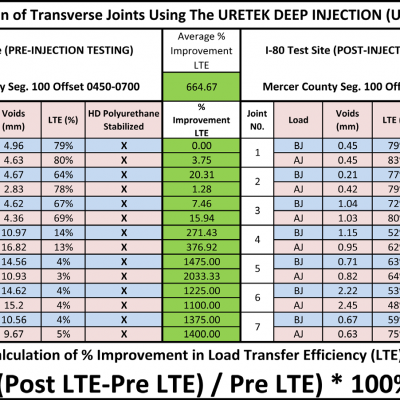 n of Transverse Joints Using The URETEK DEEP INJECTION (U
e (PRE-INJECTION TESTING) Average % Improvement LTE I-80 Test Site (POST-INJECT
y Seg. 100 Offset 0450-0700 664.67 Mercer County Seg. 100 Off
Voids (mm) LTE (%) HD Polyurethane Stabilized % Improvement LTE Joint N0. Load Voids (mm) LTE (
4.96 79% X 0.00 1 BJ 0.45 79
4.63 80% X 3.75 AJ 0.45 83
4.67 64% X 20.31 2 BJ 0.21 77
2.83 78% X 1.28 AJ 0.42 79
4.62 67% X 7.46 3 BJ 1.04 72
4.36 69% X 15.94 AJ 1.03 80
10.97 14% X 271.43 4 BJ 1.15 52
16.82 13% X 376.92 AJ 0.95 62
14.56 4% X 1475.00 5 BJ 0.71 63
10.93 3% X 2033.33 AJ 0.82 64
14.62 4% X 1225.00 6 BJ 2.22 53
15.2 4% X 1100.00 AJ 2.45 48
10.56 4% X 1375.00 7 BJ 0.67 59
9.67 5% X 1400.00 AJ 0.63 75
alculation of % Improvement in Load Transfer Efficiency (LTE)
(Post LTE-Pre LTE) / Pre LTE) * 100%